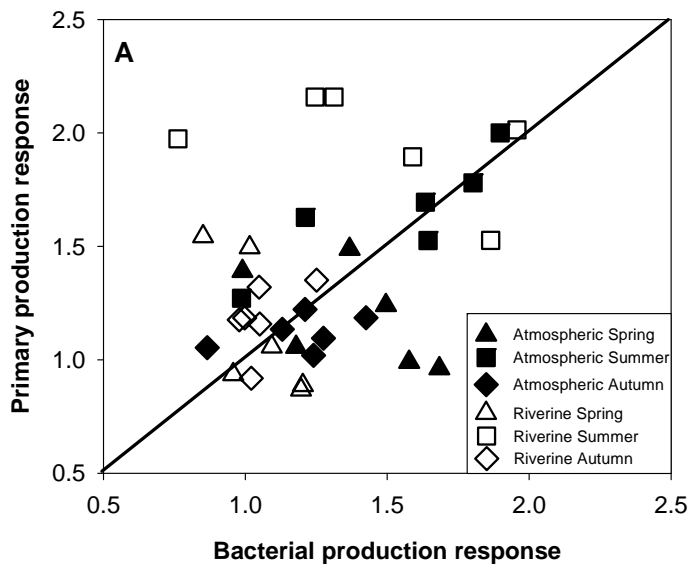 A
2.5
2.0
1.5
1.0
0.5
Primary production response
Atmospheric Spring
Atmospheric Summer
Atmospheric Autumn
Riverine Spring
Riverine Summer
Riverine Autumn
0.5 1.0 1.5 2.0 2.5
Bacterial production response